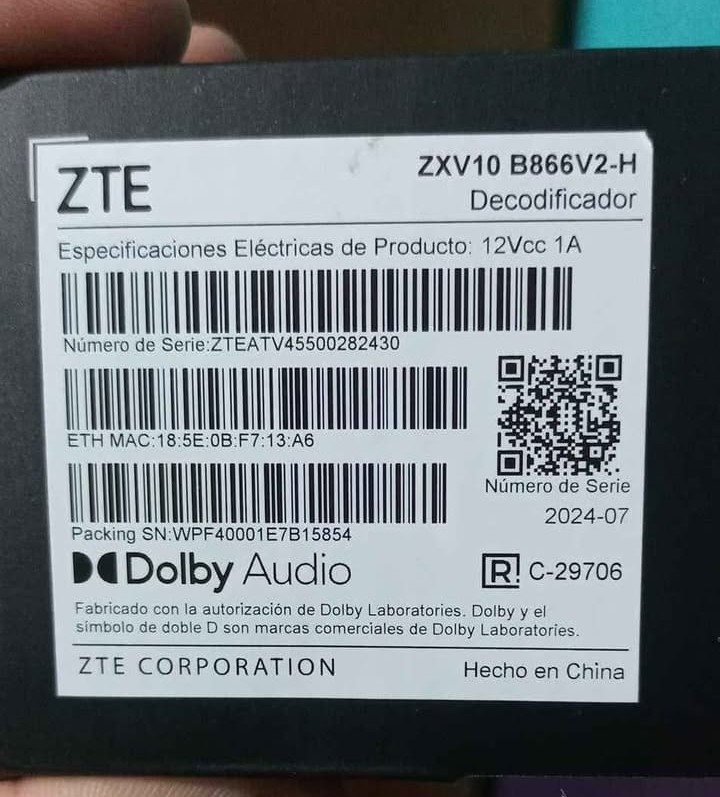 ZTE
ZXV10 B866V2-H
Decodificador
Especificaciones Eléctricas de Producto: 12Vcc 1A
Número de Serie:ZTEATV45500282430
ETH MAC:18:5E:0B:F7:13:A6
Número de Serie
2024-07
Packing SN:WPF40001E7B15854
Dolby Audio
R! C-29706
Fabricado con la autorización de Dolby Laboratories. Dolby y el
símbolo de doble D son marcas comerciales de Dolby Laboratories.
ZTE CORPORATION
Hecho en China